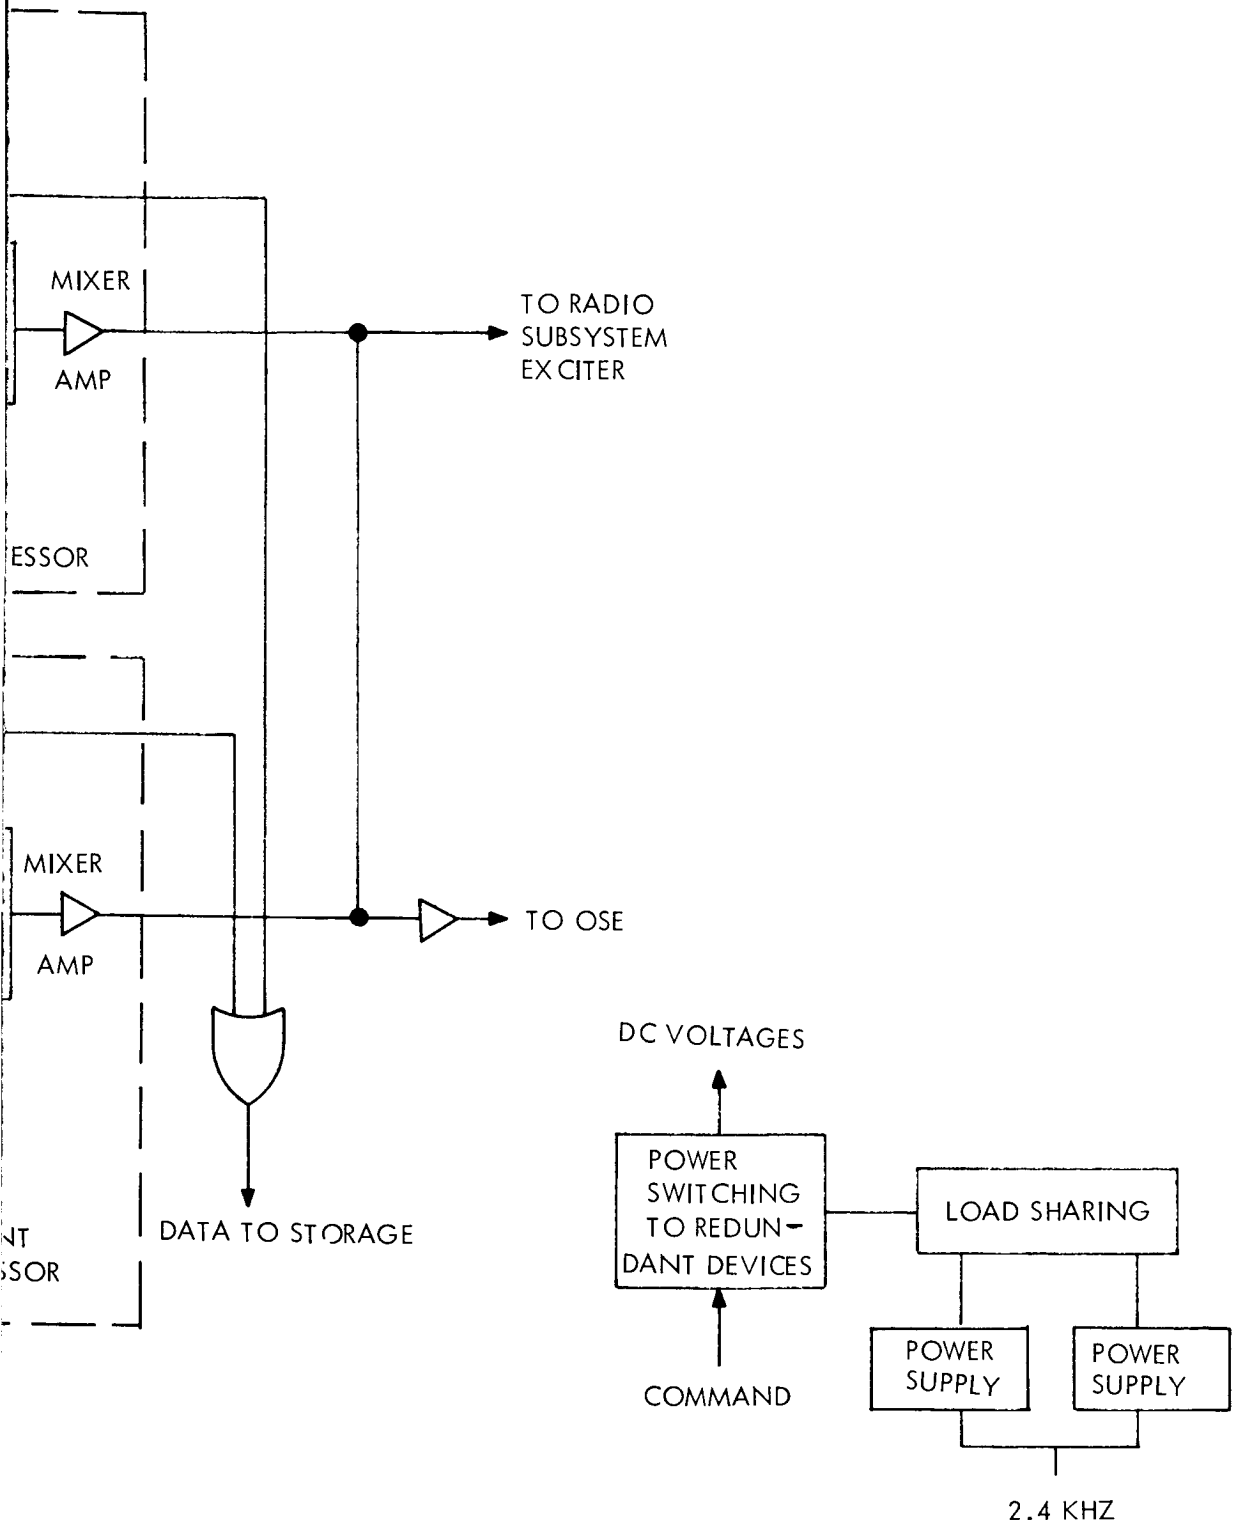 MIXER
AMP
TO RADIO
SUBSYSTEM
EXCITER
ESSOR
MIXER
AMP
TO OSE
DATA TO STORAGE
NT
SSOR
DC VOLTAGES
POWER
SWITCHING
TO REDUN-
DANT DEVICES
COMMAND
LOAD SHARING
POWER
SUPPLY
POWER
SUPPLY
2.4 KHZ